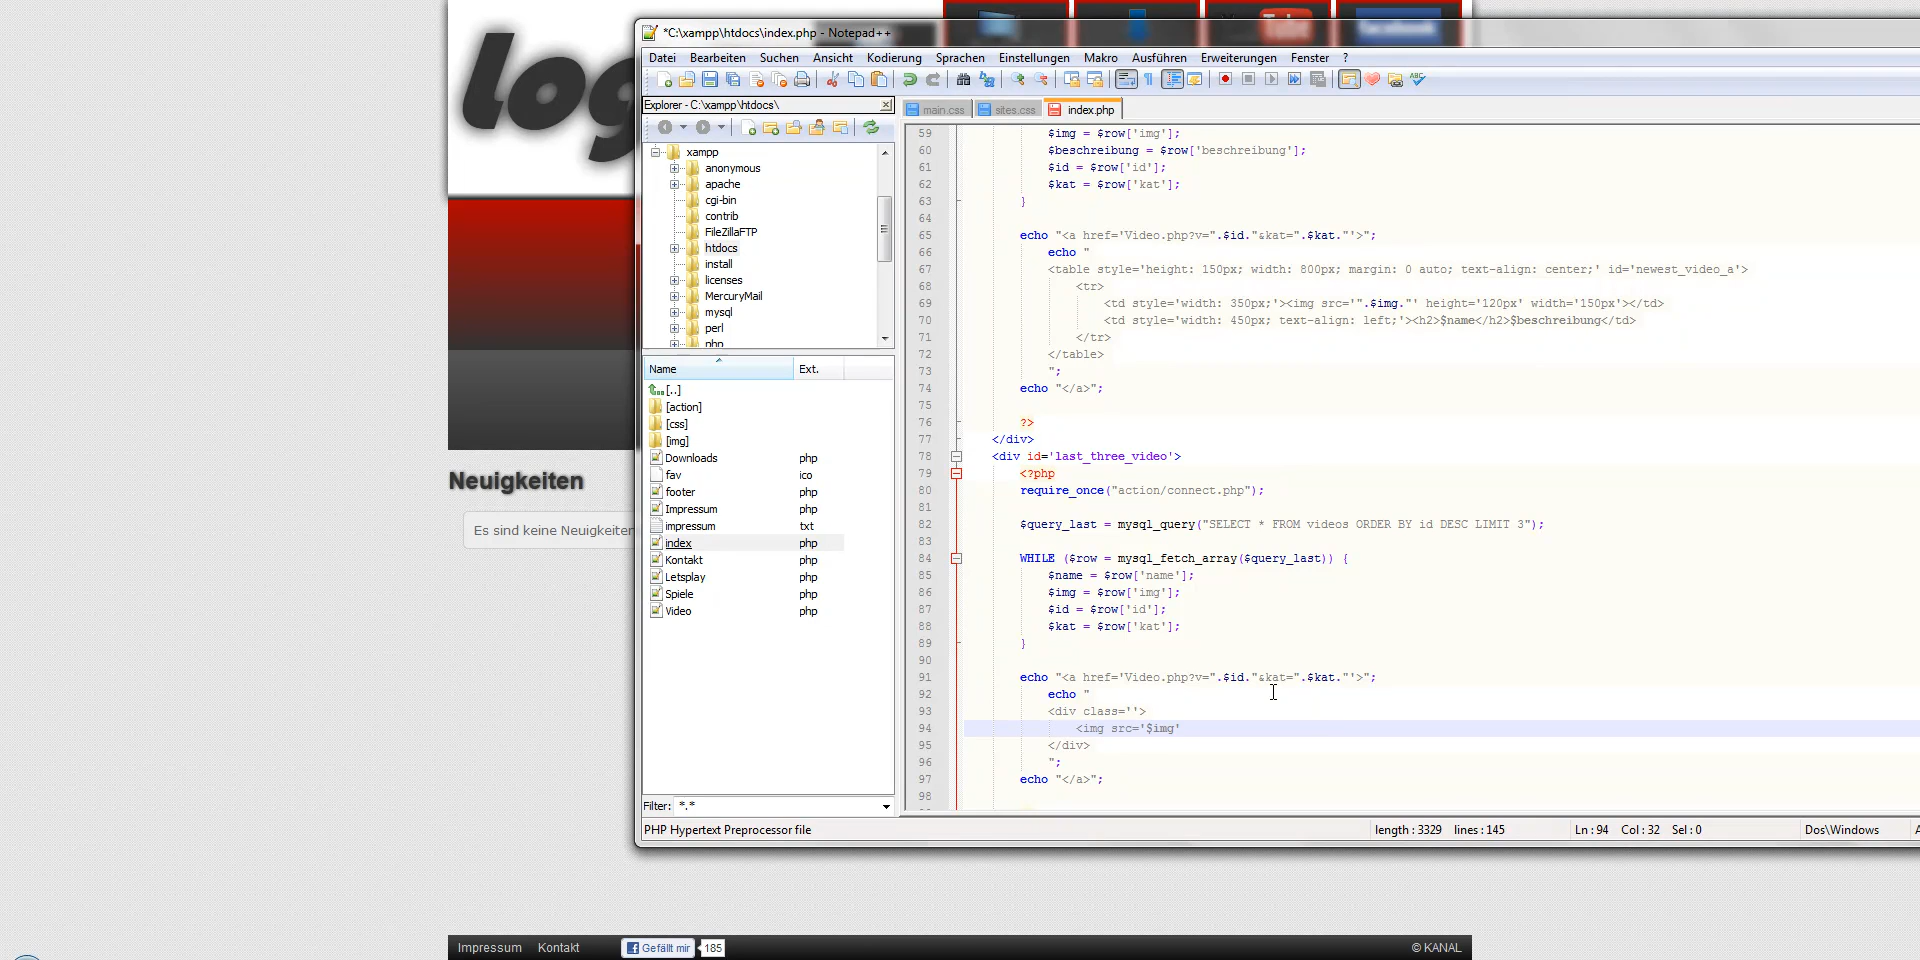 log
*C:\xampp\htdocs\index.php - Notepad++
Datei Bearbeiten Suchen Ansicht Kodierung Sprachen Einstellungen Makro Ausführen Erweiterungen Fenster ?
Explorer - C:\xampp\htdocs\
xampp
anonymous
apache
cgi-bin
contrib
FileZillaFTP
htdocs
install
licenses
MercuryMail
mysql
perl
php
Name Ext.
[..]
[action]
[css]
[img]
Downloads php
fav ico
footer php
Impressum php
impressum txt
index php
Kontakt php
Letsplay php
Spiele php
Video php
Filter: *.*
main.css sites.css index.php
59 $img = $row['img'];
60 $beschreibung = $row['beschreibung'];
61 $id = $row['id'];
62 $kat = $row['kat'];
63 }
64
65 echo "<a href='Video.php?v=".$id."&kat=".$kat."'>";
66 echo "
67 <table style='height: 150px; width: 800px; margin: 0 auto; text-align: center;' id='newest_video_a'>
68 <tr>
69 <td style='width: 350px;'><img src='".$img."' height='120px' width='150px'></td>
70 <td style='width: 450px; text-align: left;'><h2>$name</h2>$beschreibung</td>
71 </tr>
72 </table>
73 ";
74 echo "</a>";
75
76 ?>
77 </div>
78 <div id='last_three_video'>
79 <?php
80 require_once("action/connect.php");
81
82 $query_last = mysql_query("SELECT * FROM videos ORDER BY id DESC LIMIT 3");
83
84 WHILE ($row = mysql_fetch_array($query_last)) {
85 $name = $row['name'];
86 $img = $row['img'];
87 $id = $row['id'];
88 $kat = $row['kat'];
89 }
90
91 echo "<a href='Video.php?v=".$id."&kat=".$kat."'>";
92 echo "
93 <div class=''>
94 <img src='$img'
95 </div>
96 ";
97 echo "</a>";
98
PHP Hypertext Preprocessor file length : 3329 lines : 145 Ln : 94 Col : 32 Sel : 0 Dos\Windows
Neuigkeiten
Es sind keine Neuigkeiten
Impressum Kontakt Gefällt mir 185 © KANAL